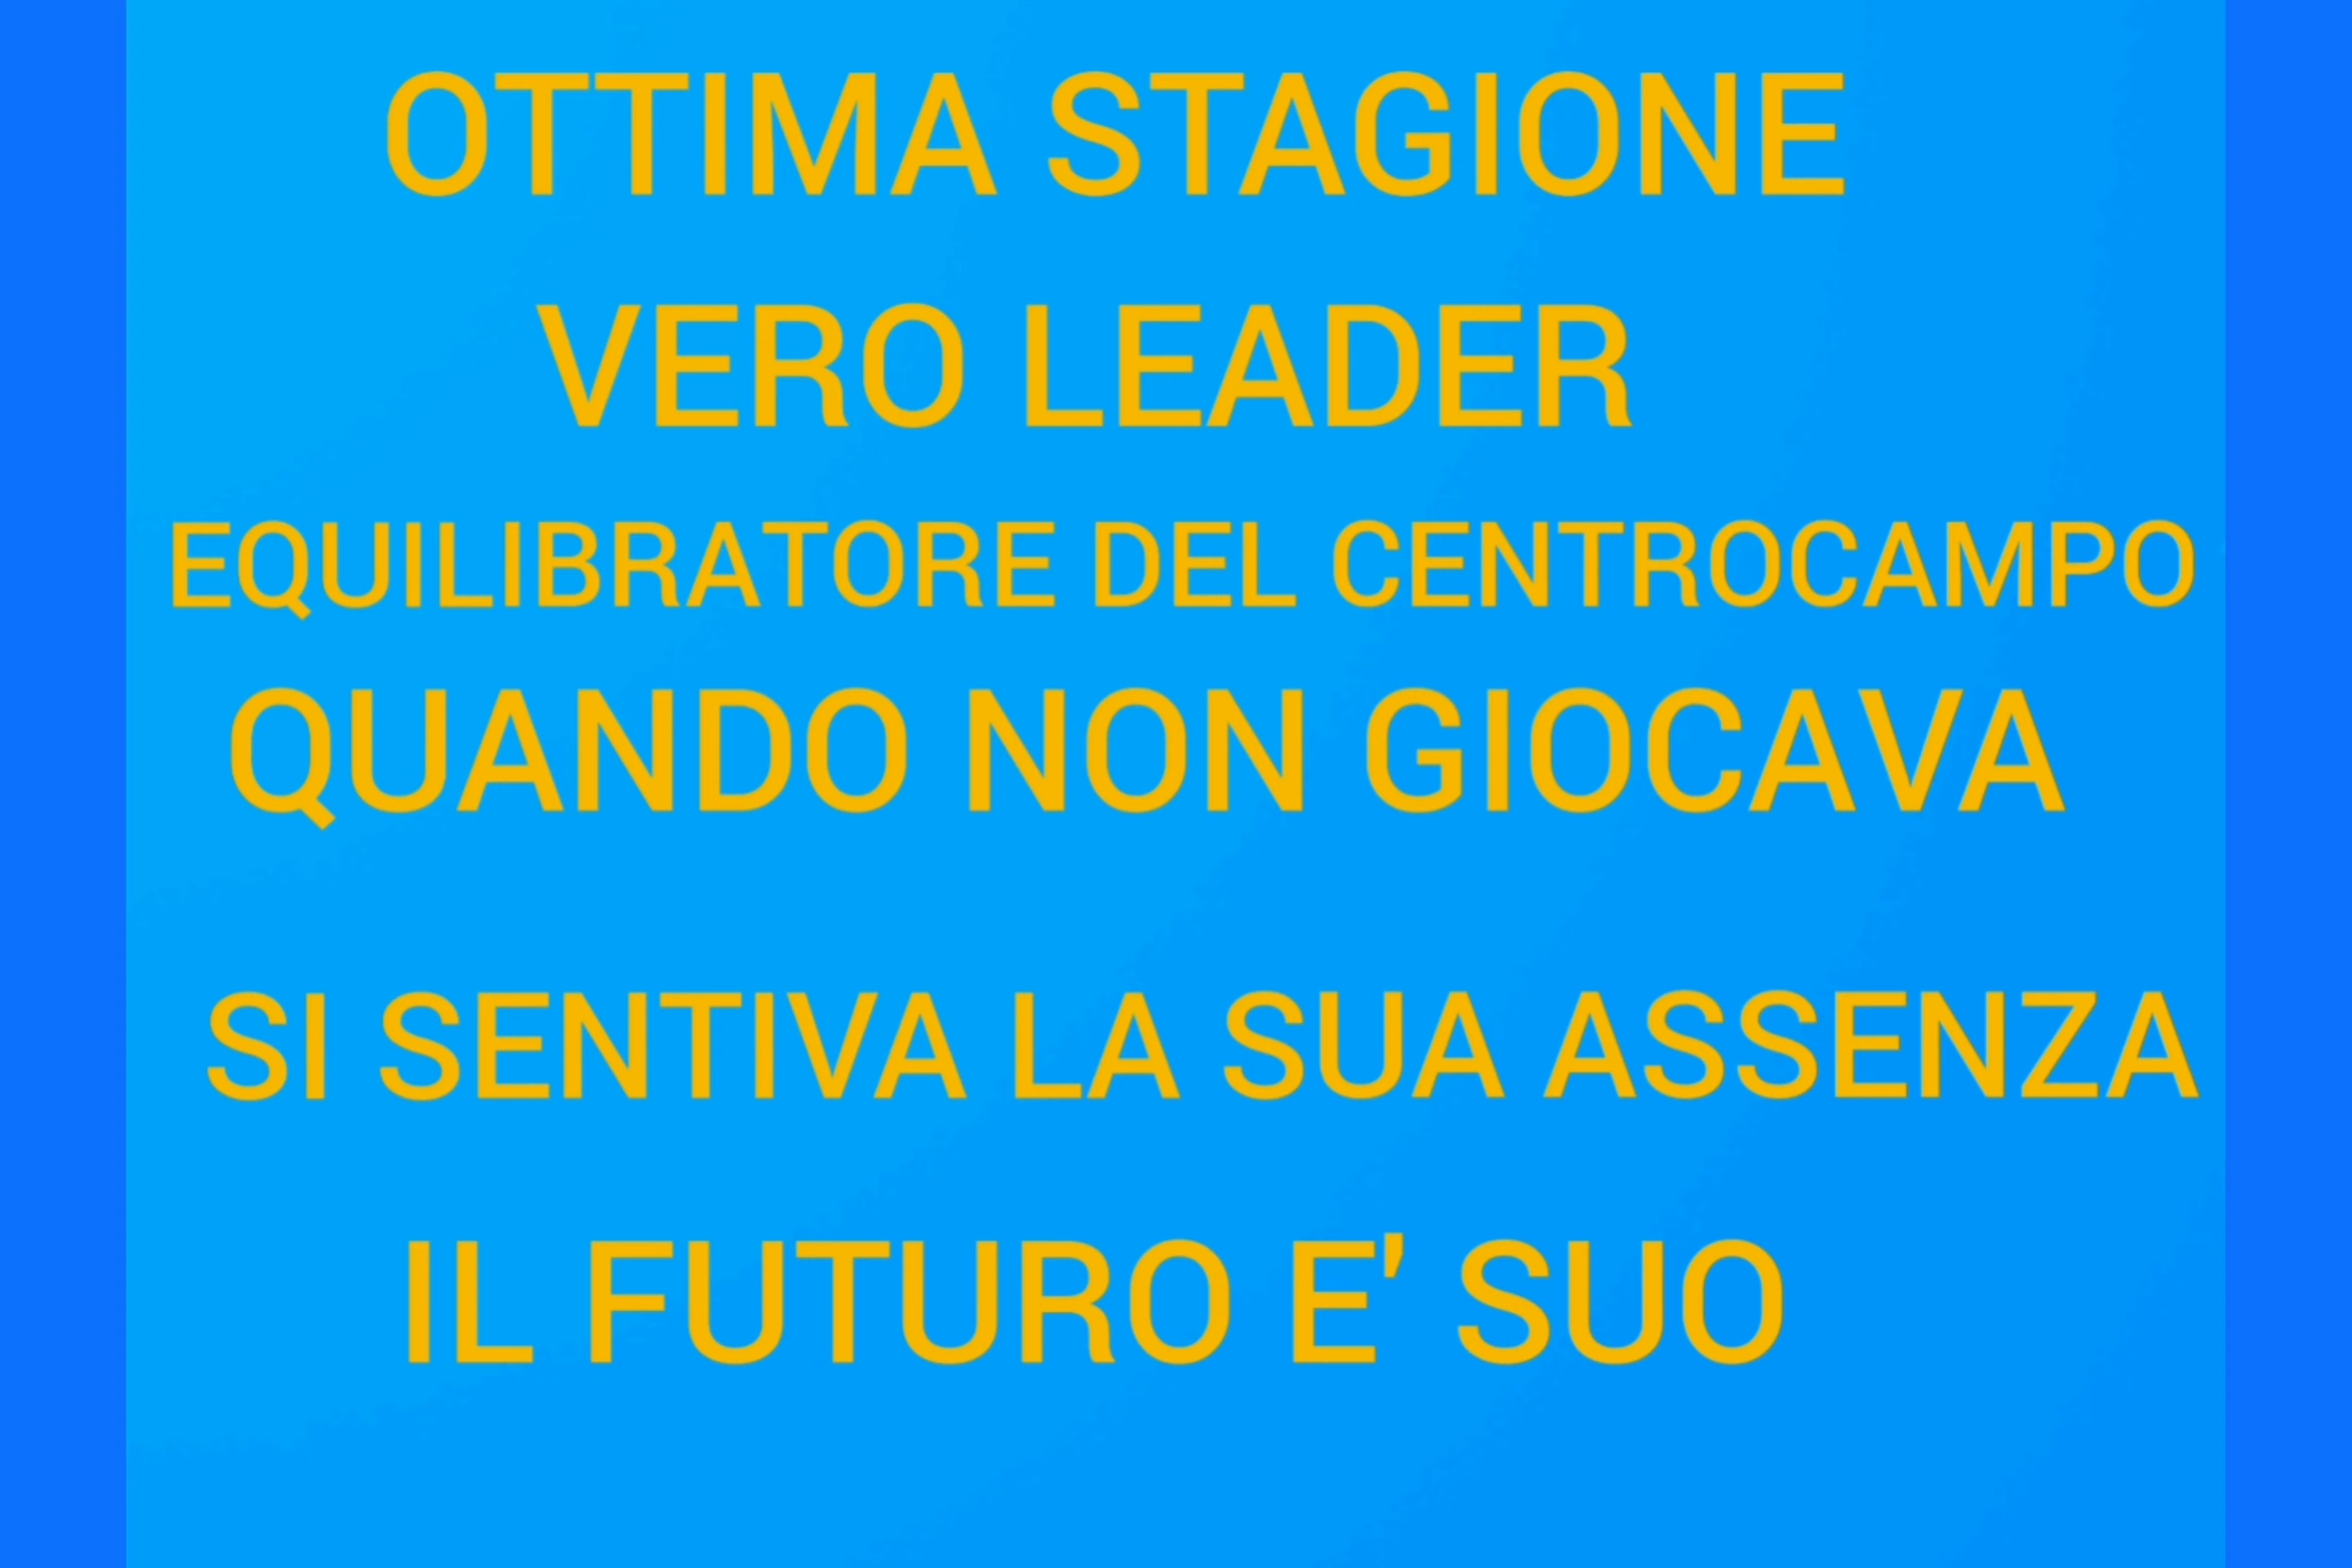 OTTIMA STAGIONE
VERO LEADER
EQUILIBRATORE DEL CENTROCAMPO
QUANDO NON GIOCAVA
SI SENTIVA LA SUA ASSENZA
IL FUTURO E' SUO